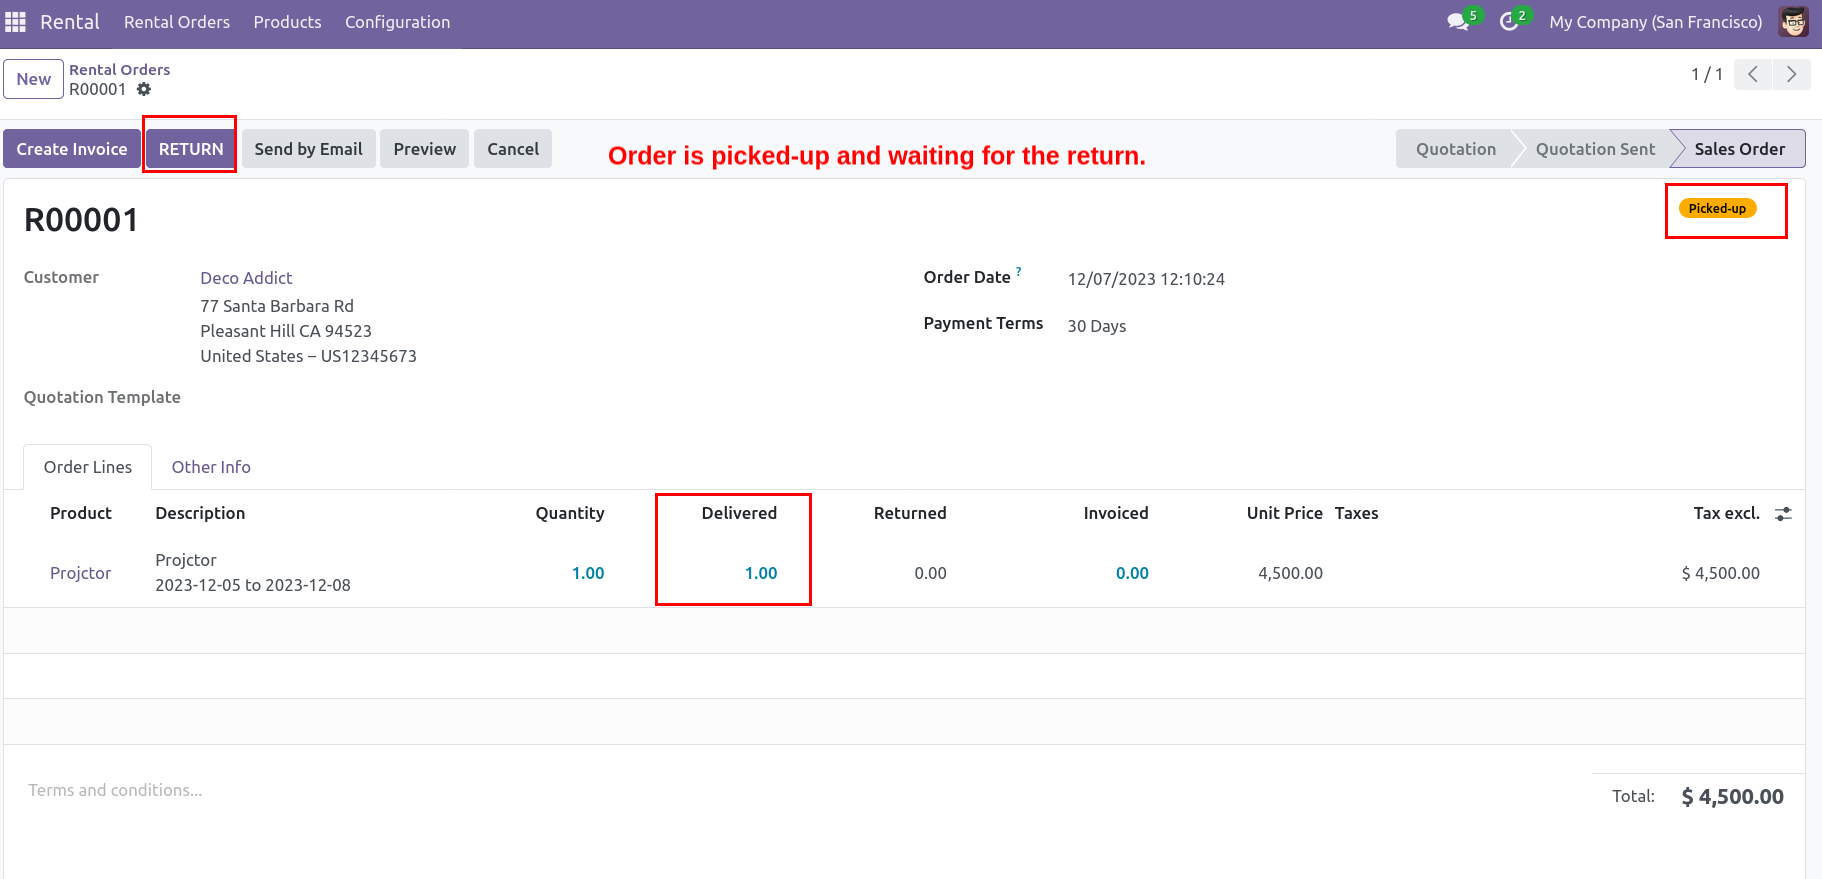 Rental Rental Orders Products Configuration 5 2 My Company (San Francisco)
New Rental Orders
R00001
1 / 1
Create Invoice RETURN Send by Email Preview Cancel Order is picked-up and waiting for the return. Quotation Quotation Sent Sales Order
Picked-up
R00001
Customer Deco Addict
77 Santa Barbara Rd
Pleasant Hill CA 94523
United States – US12345673
Order Date ? 12/07/2023 12:10:24
Payment Terms 30 Days
Quotation Template
Order Lines Other Info
Product Description Quantity Delivered Returned Invoiced Unit Price Taxes Tax excl.
Projctor Projctor
2023-12-05 to 2023-12-08 1.00 1.00 0.00 0.00 4,500.00 $ 4,500.00
Terms and conditions...
Total: $ 4,500.00